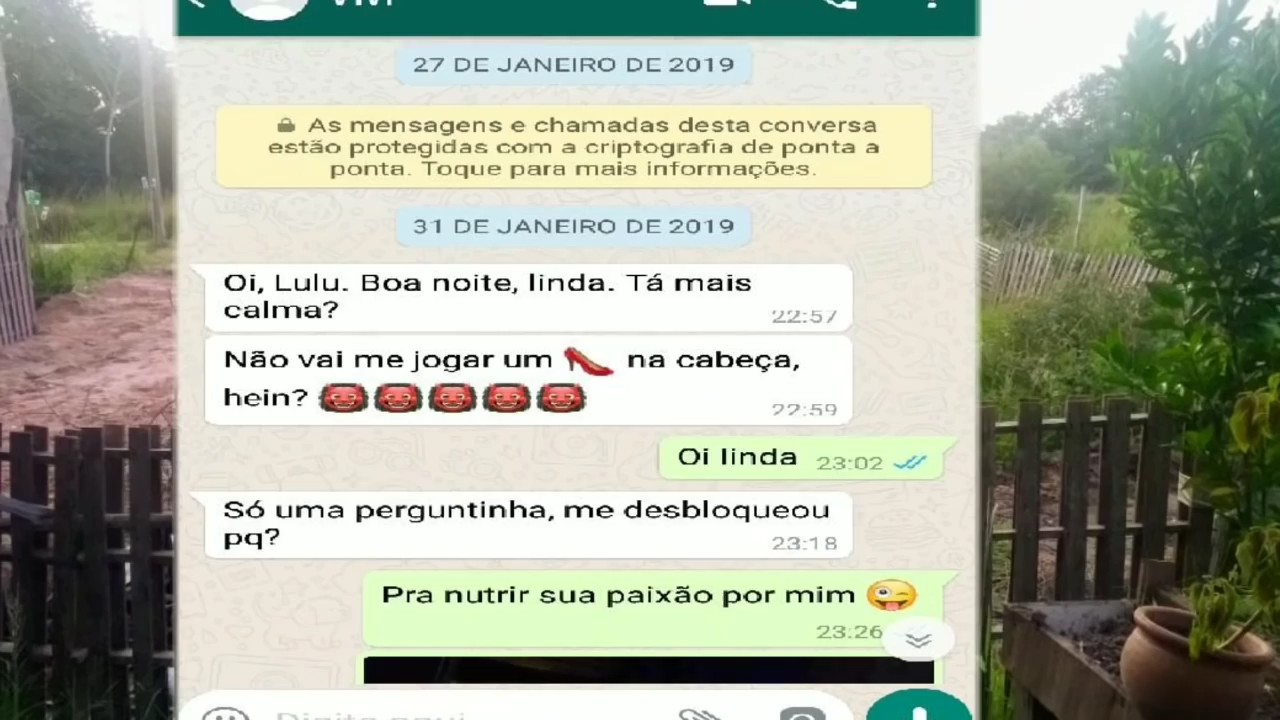 27 DE JANEIRO DE 2019
As mensagens e chamadas desta conversa
estão protegidas com a criptografia de ponta a
ponta. Toque para mais informações.
31 DE JANEIRO DE 2019
Oi, Lulu. Boa noite, linda. Tá mais
calma?
22:57
Não vai me jogar um 👠 na cabeça,
hein? 👹👹👹👹👹
22:59
Oi linda 23:02
Só uma perguntinha, me desbloqueou
pq?
23:18
Pra nutrir sua paixão por mim 😜
23:26